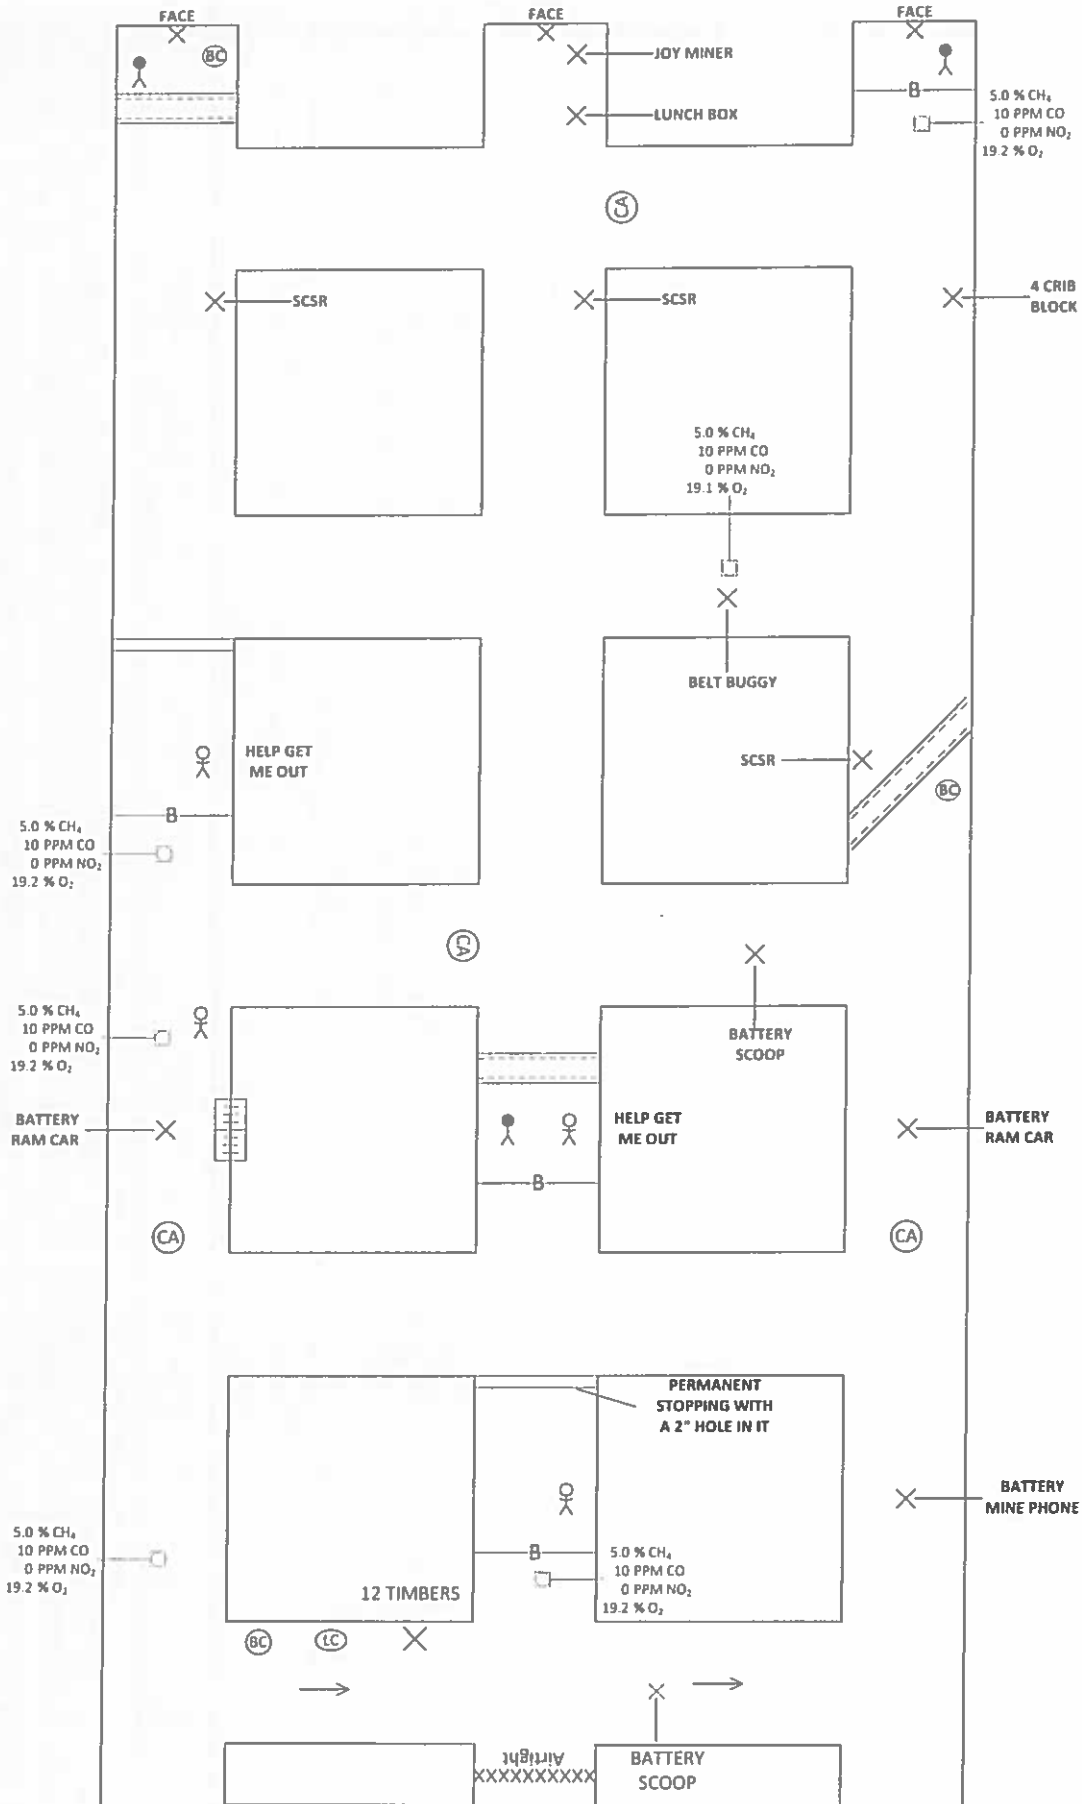 FACE
FACE
FACE
BC
JOY MINER
B
5.0 % CH₄
10 PPM CO
0 PPM NO₂
19.2 % O₂
LUNCH BOX
CA
SCSR
SCSR
4 CRIB
BLOCK
5.0 % CH₄
10 PPM CO
0 PPM NO₂
19.1 % O₂
BELT BUGGY
HELP GET
ME OUT
SCSR
BC
B
5.0 % CH₄
10 PPM CO
0 PPM NO₂
19.2 % O₂
CA
5.0 % CH₄
10 PPM CO
0 PPM NO₂
19.2 % O₂
BATTERY
SCOOP
BATTERY
RAM CAR
HELP GET
ME OUT
BATTERY
RAM CAR
B
CA
CA
PERMANENT
STOPPING WITH
A 2" HOLE IN IT
BATTERY
MINE PHONE
5.0 % CH₄
10 PPM CO
0 PPM NO₂
19.2 % O₂
B
5.0 % CH₄
10 PPM CO
0 PPM NO₂
19.2 % O₂
12 TIMBERS
BC
LC
Airtight
XXXXXXXXXX
BATTERY
SCOOP